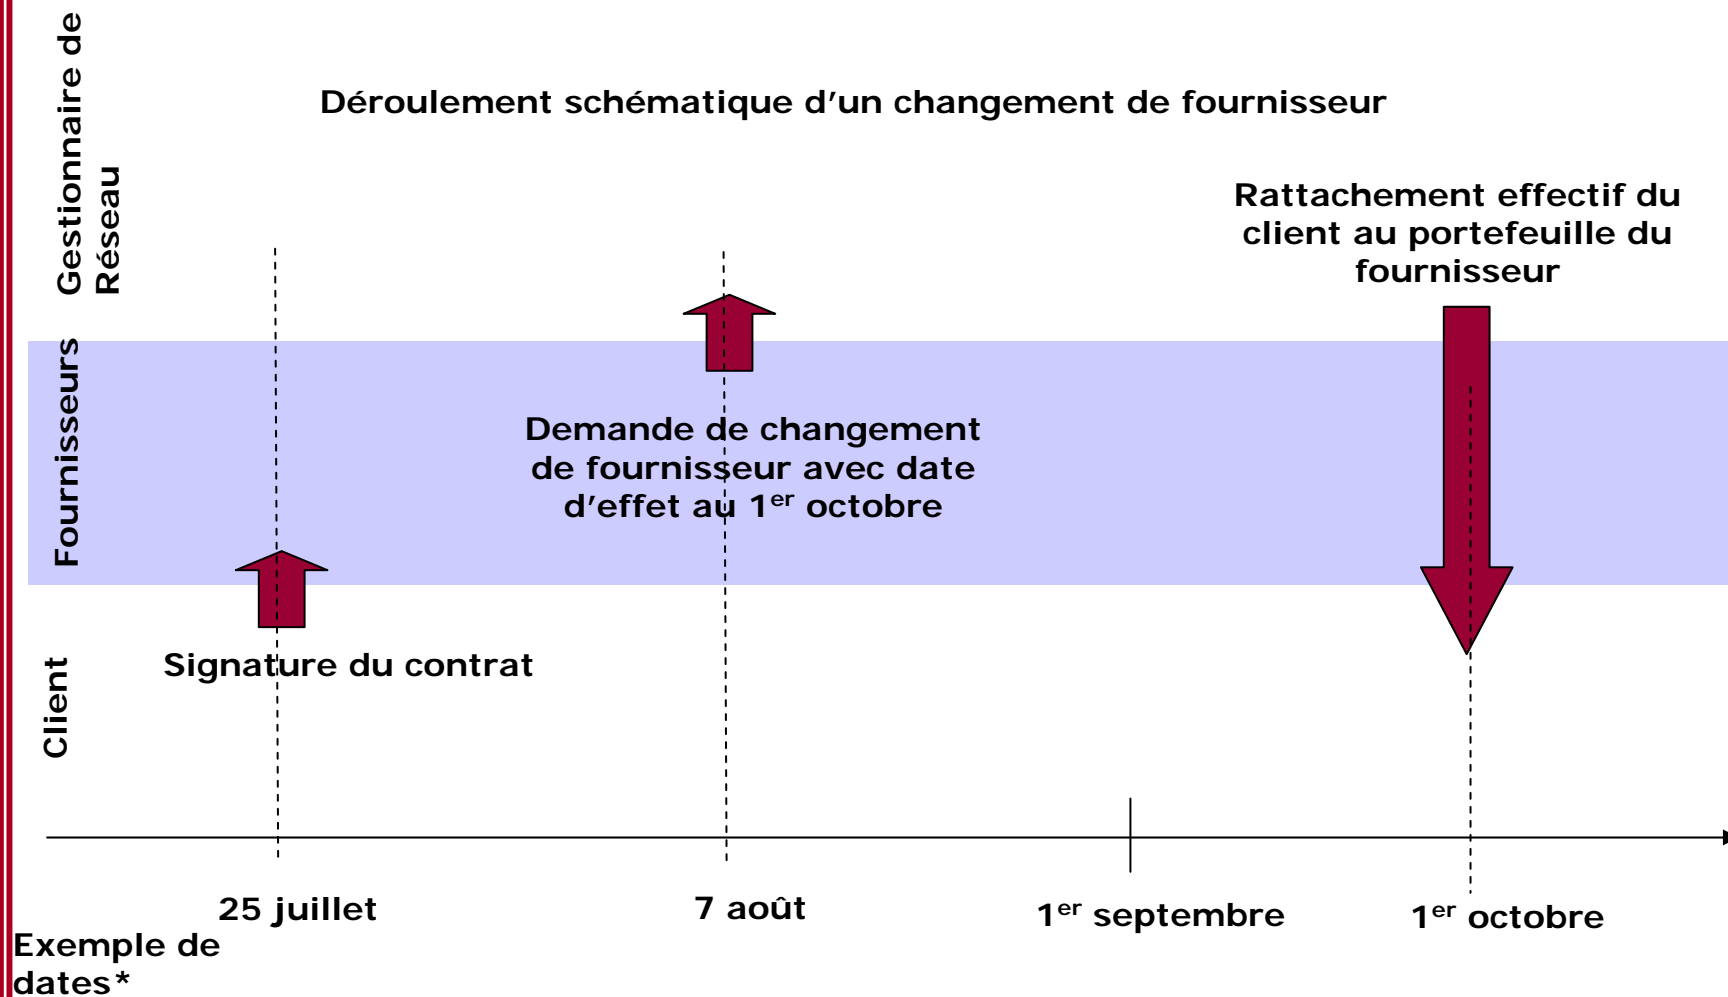 Gestionnaire de
Réseau
Déroulement schématique d'un changement de fournisseur
Rattachement effectif du
client au portefeuille du
fournisseur
Fournisseurs
Demande de changement
de fournisseur avec date
d'effet au 1er octobre
Client
Signature du contrat
25 juillet
7 août
1er septembre
1er octobre
Exemple de
dates*